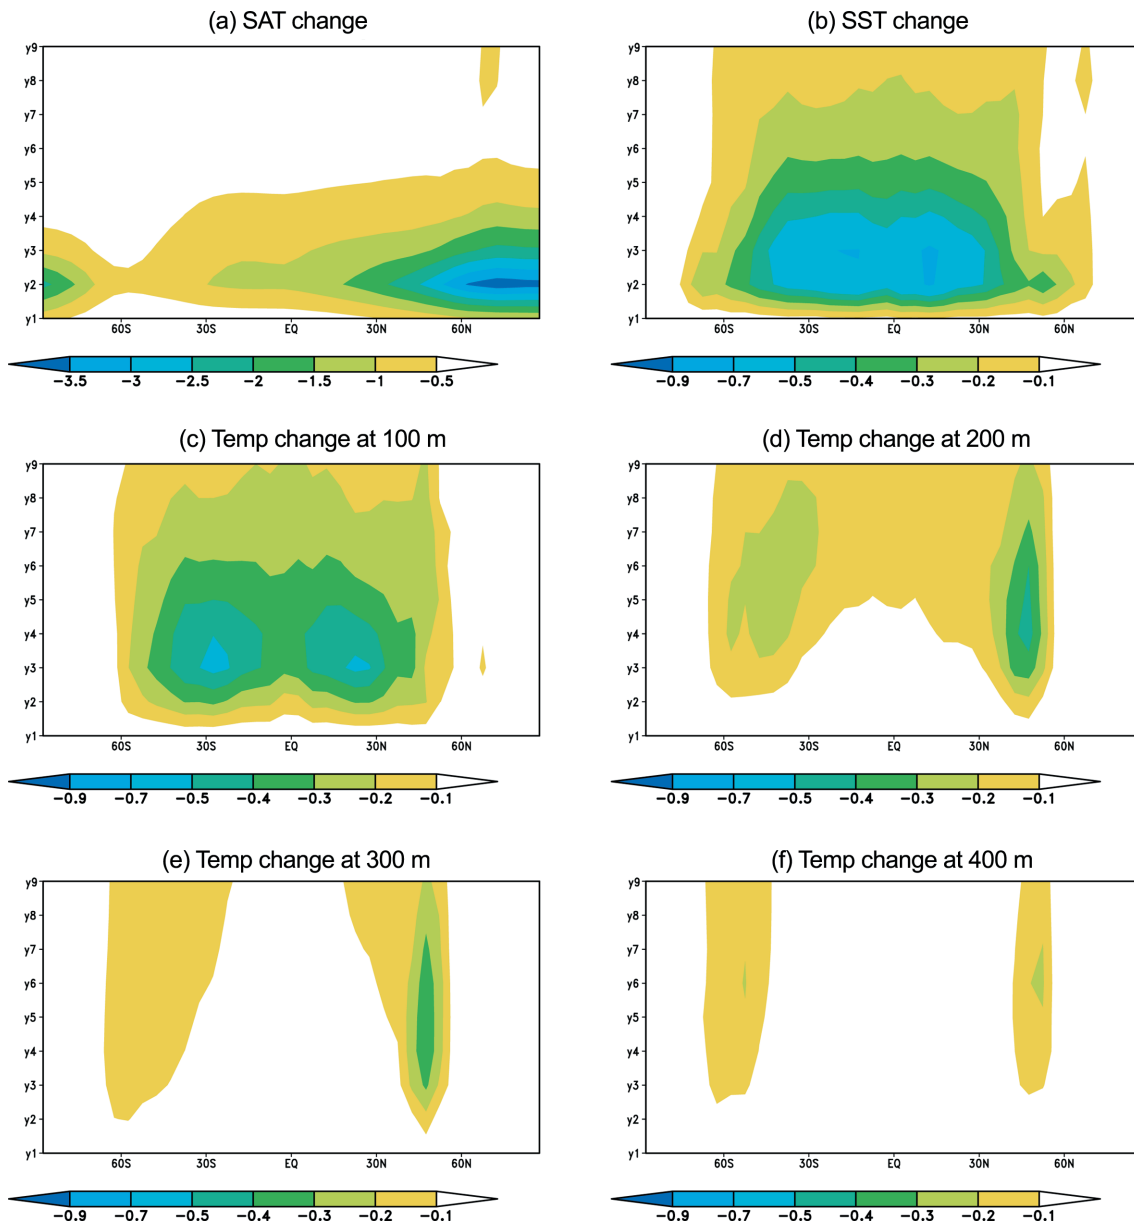 (a) SAT change
y9
y8
y7
y6
y5
y4
y3
y2
y1
60S 30S EQ 30N 60N
-3.5 -3 -2.5 -2 -1.5 -1 -0.5
(b) SST change
y9
y8
y7
y6
y5
y4
y3
y2
y1
60S 30S EQ 30N 60N
-0.9 -0.7 -0.5 -0.4 -0.3 -0.2 -0.1
(c) Temp change at 100 m
y9
y8
y7
y6
y5
y4
y3
y2
y1
60S 30S EQ 30N 60N
-0.9 -0.7 -0.5 -0.4 -0.3 -0.2 -0.1
(d) Temp change at 200 m
y9
y8
y7
y6
y5
y4
y3
y2
y1
60S 30S EQ 30N 60N
-0.9 -0.7 -0.5 -0.4 -0.3 -0.2 -0.1
(e) Temp change at 300 m
y9
y8
y7
y6
y5
y4
y3
y2
y1
60S 30S EQ 30N 60N
-0.9 -0.7 -0.5 -0.4 -0.3 -0.2 -0.1
(f) Temp change at 400 m
y9
y8
y7
y6
y5
y4
y3
y2
y1
60S 30S EQ 30N 60N
-0.9 -0.7 -0.5 -0.4 -0.3 -0.2 -0.1